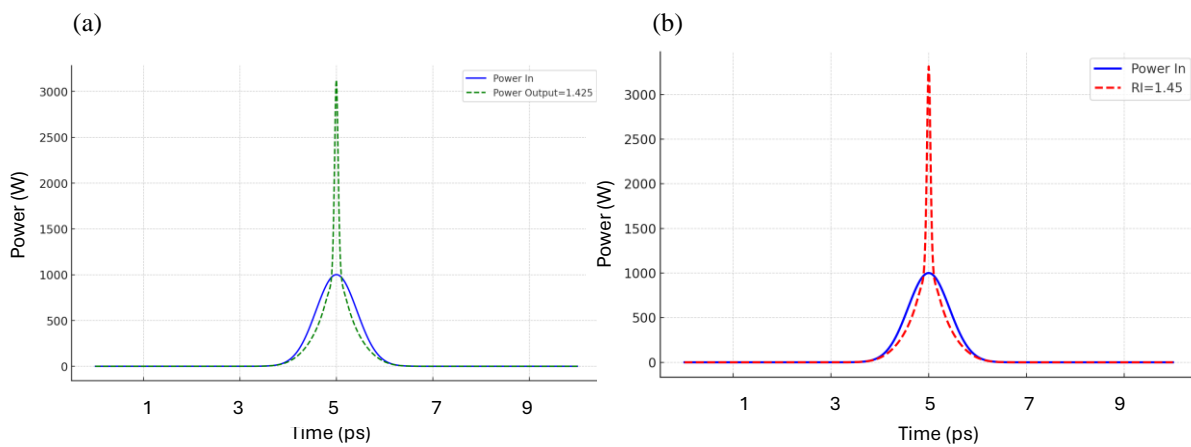 (a)
Power In
Power Output=1.425
3000
2500
2000
1500
1000
500
0
Power (W)
1 3 5 7 9
Time (ps)
(b)
Power In
RI=1.45
3000
2500
2000
1500
1000
500
0
Power (W)
1 3 5 7 9
Time (ps)